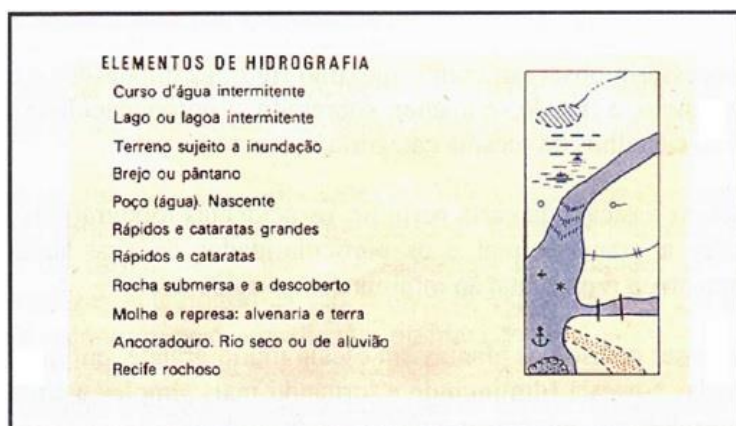 ELEMENTOS DE HIDROGRAFIA
Curso d'água intermitente
Lago ou lagoa intermitente
Terreno sujeito a inundação
Brejo ou pântano
Poço (água). Nascente
Rápidos e cataratas grandes
Rápidos e cataratas
Rocha submersa e a descoberto
Molhe e represa: alvenaria e terra
Ancoradouro. Rio seco ou de aluvião
Recife rochoso